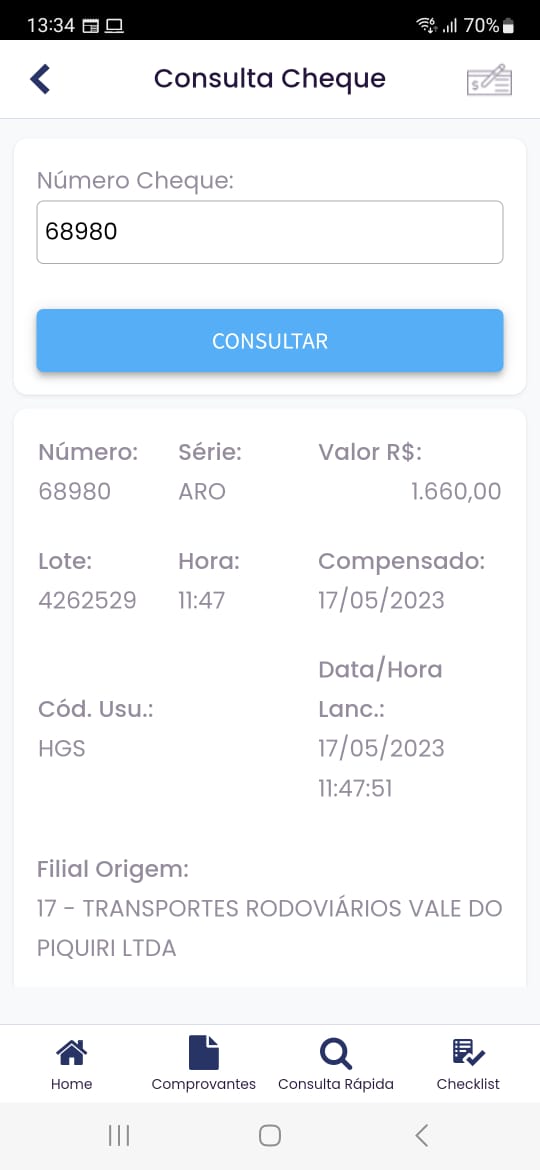 13:34 70%
Consulta Cheque
Número Cheque:
68980
CONSULTAR
Número: Série: Valor R$:
68980 ARO 1.660,00
Lote: Hora: Compensado:
4262529 11:47 17/05/2023
Data/Hora
Cód. Usu.: Lanc.:
HGS 17/05/2023
11:47:51
Filial Origem:
17 - TRANSPORTES RODOVIÁRIOS VALE DO
PIQUIRI LTDA
Home Comprovantes Consulta Rápida Checklist